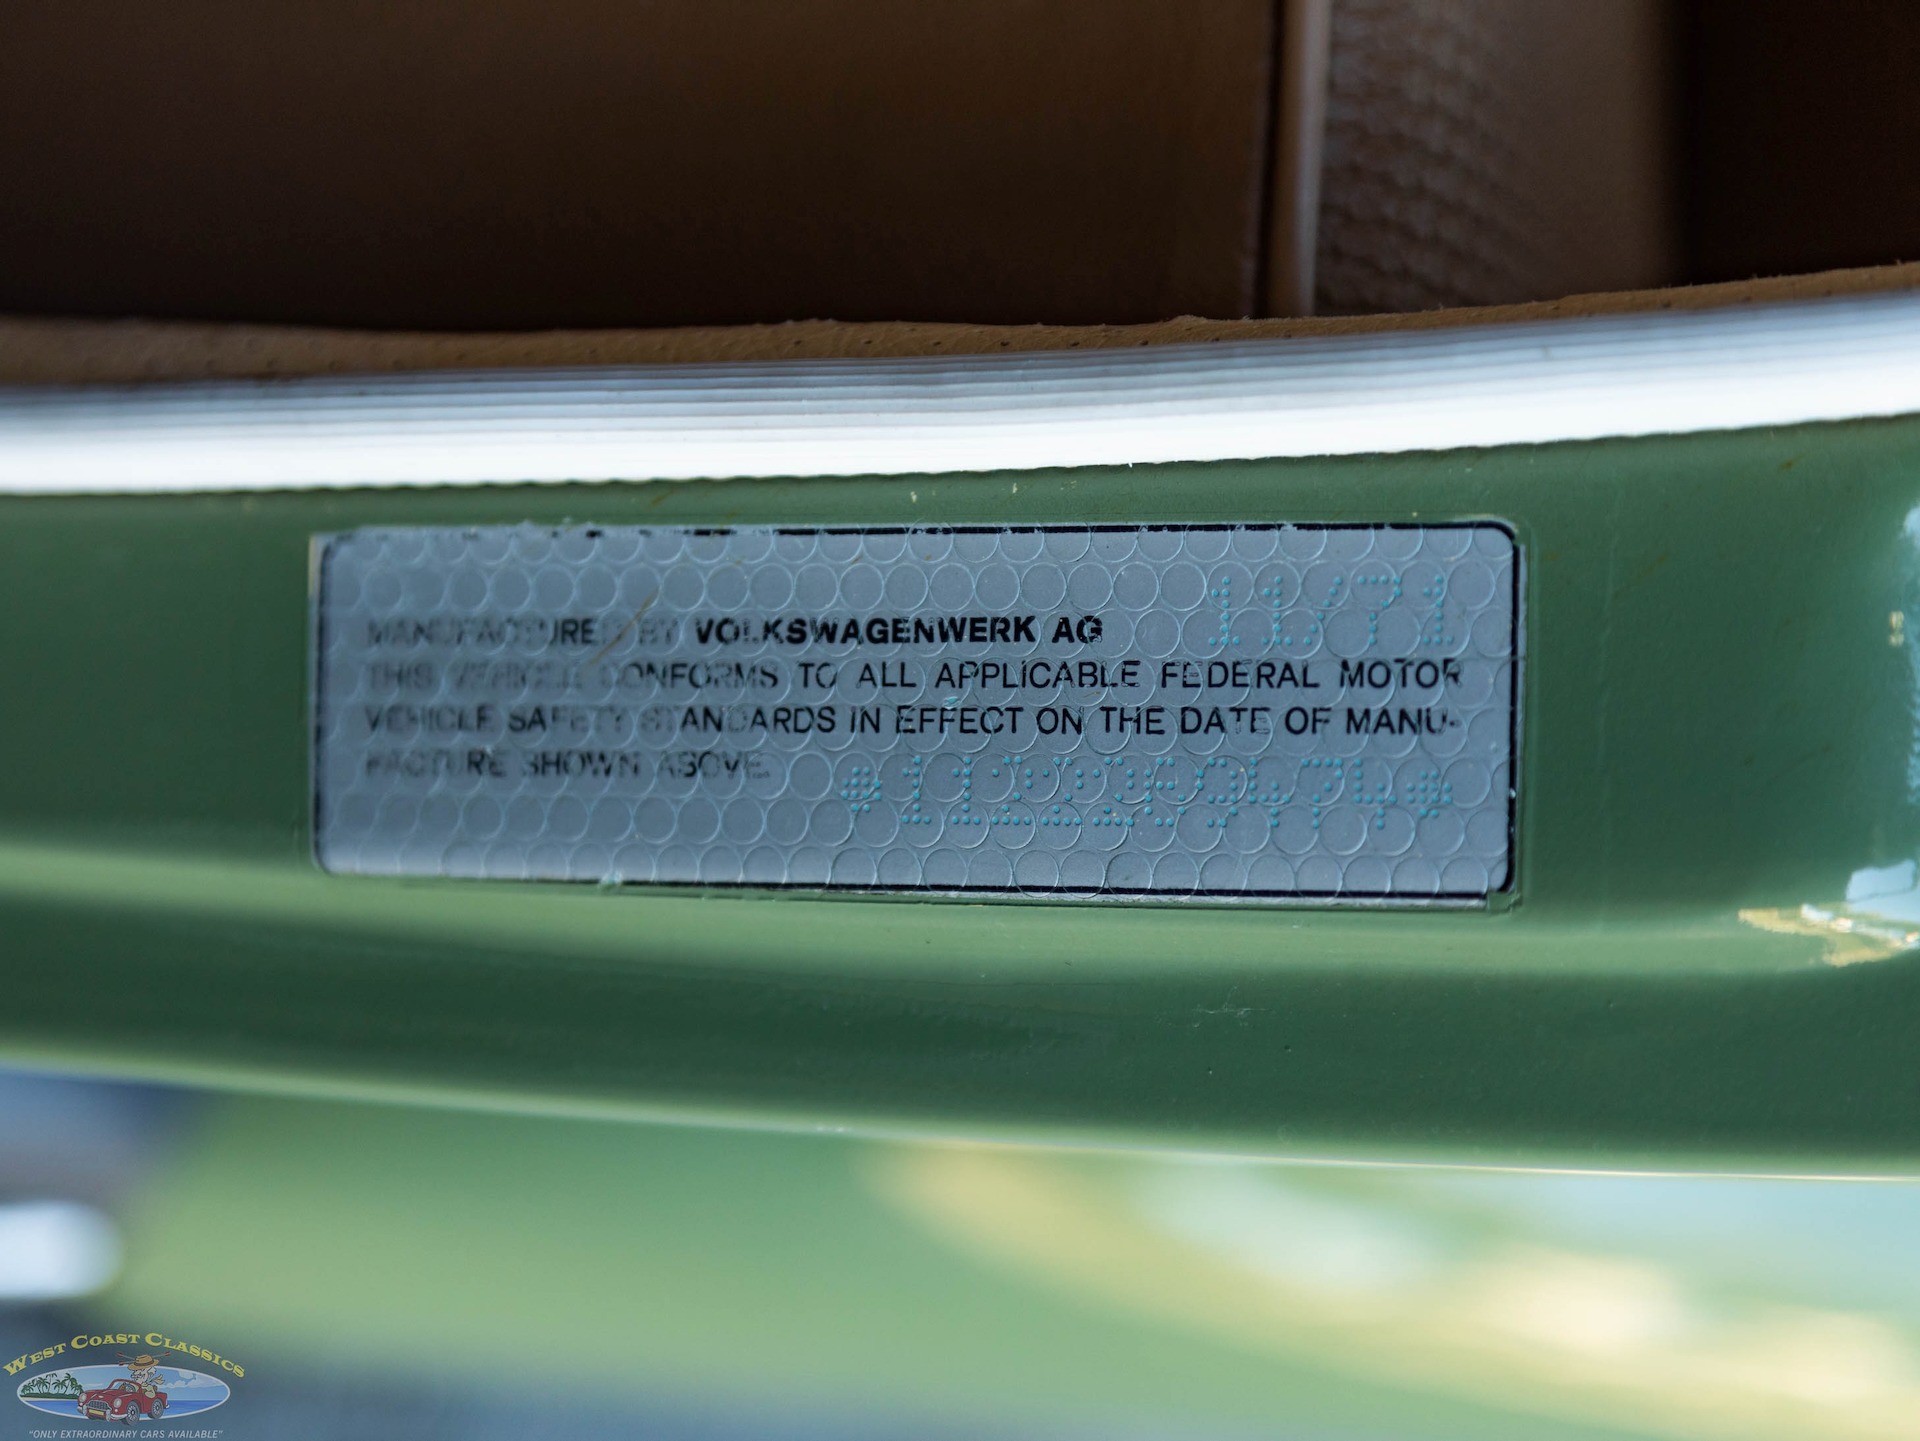 11/71
MANUFACTURED BY VOLKSWAGENWERK AG
THIS VEHICLE CONFORMS TO ALL APPLICABLE FEDERAL MOTOR
VEHICLE SAFETY STANDARDS IN EFFECT ON THE DATE OF MANU-
FACTURE SHOWN ABOVE.
WEST COAST CLASSICS
"ONLY EXTRAORDINARY CARS AVAILABLE"